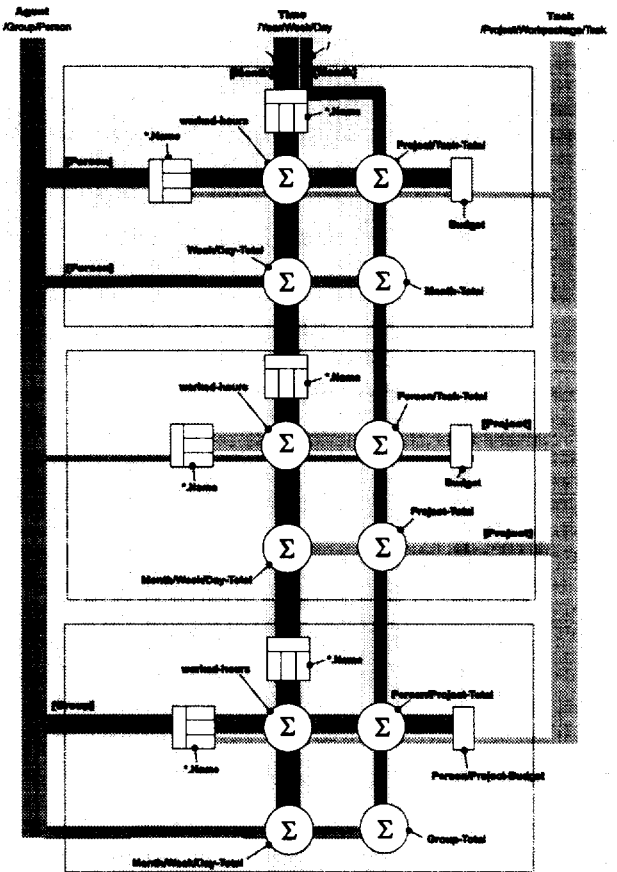 Agent
/Group/Person
Time
/Year/Week/Day
Task
/Project/Workpackage/Task
[Month]
[Month]
*.Name
worked-hours
*.Name
Project/Task-Total
[Person]
Σ
Σ
Budget
Week/Day-Total
[Person]
Σ
Σ
Month-Total
*.Name
worked-hours
Person/Task-Total
[Project]
Σ
Σ
*.Name
Budget
Project-Total
[Project]
Σ
Σ
Month/Week/Day-Total
*.Name
worked-hours
Person/Project-Total
[Group]
Σ
Σ
*.Name
Person/Project-Budget
Σ
Σ
Group-Total
Month/Week/Day-Total